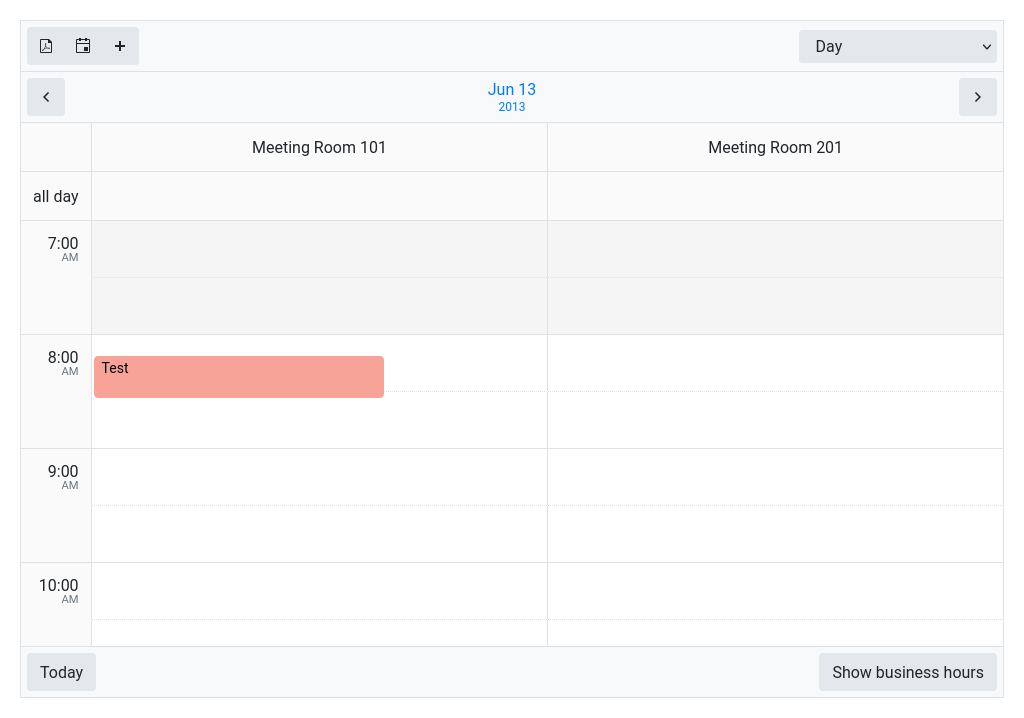 Day
Jun 13
2013
Meeting Room 101
Meeting Room 201
all day
7:00
AM
8:00
AM
Test
9:00
AM
10:00
AM
Today
Show business hours